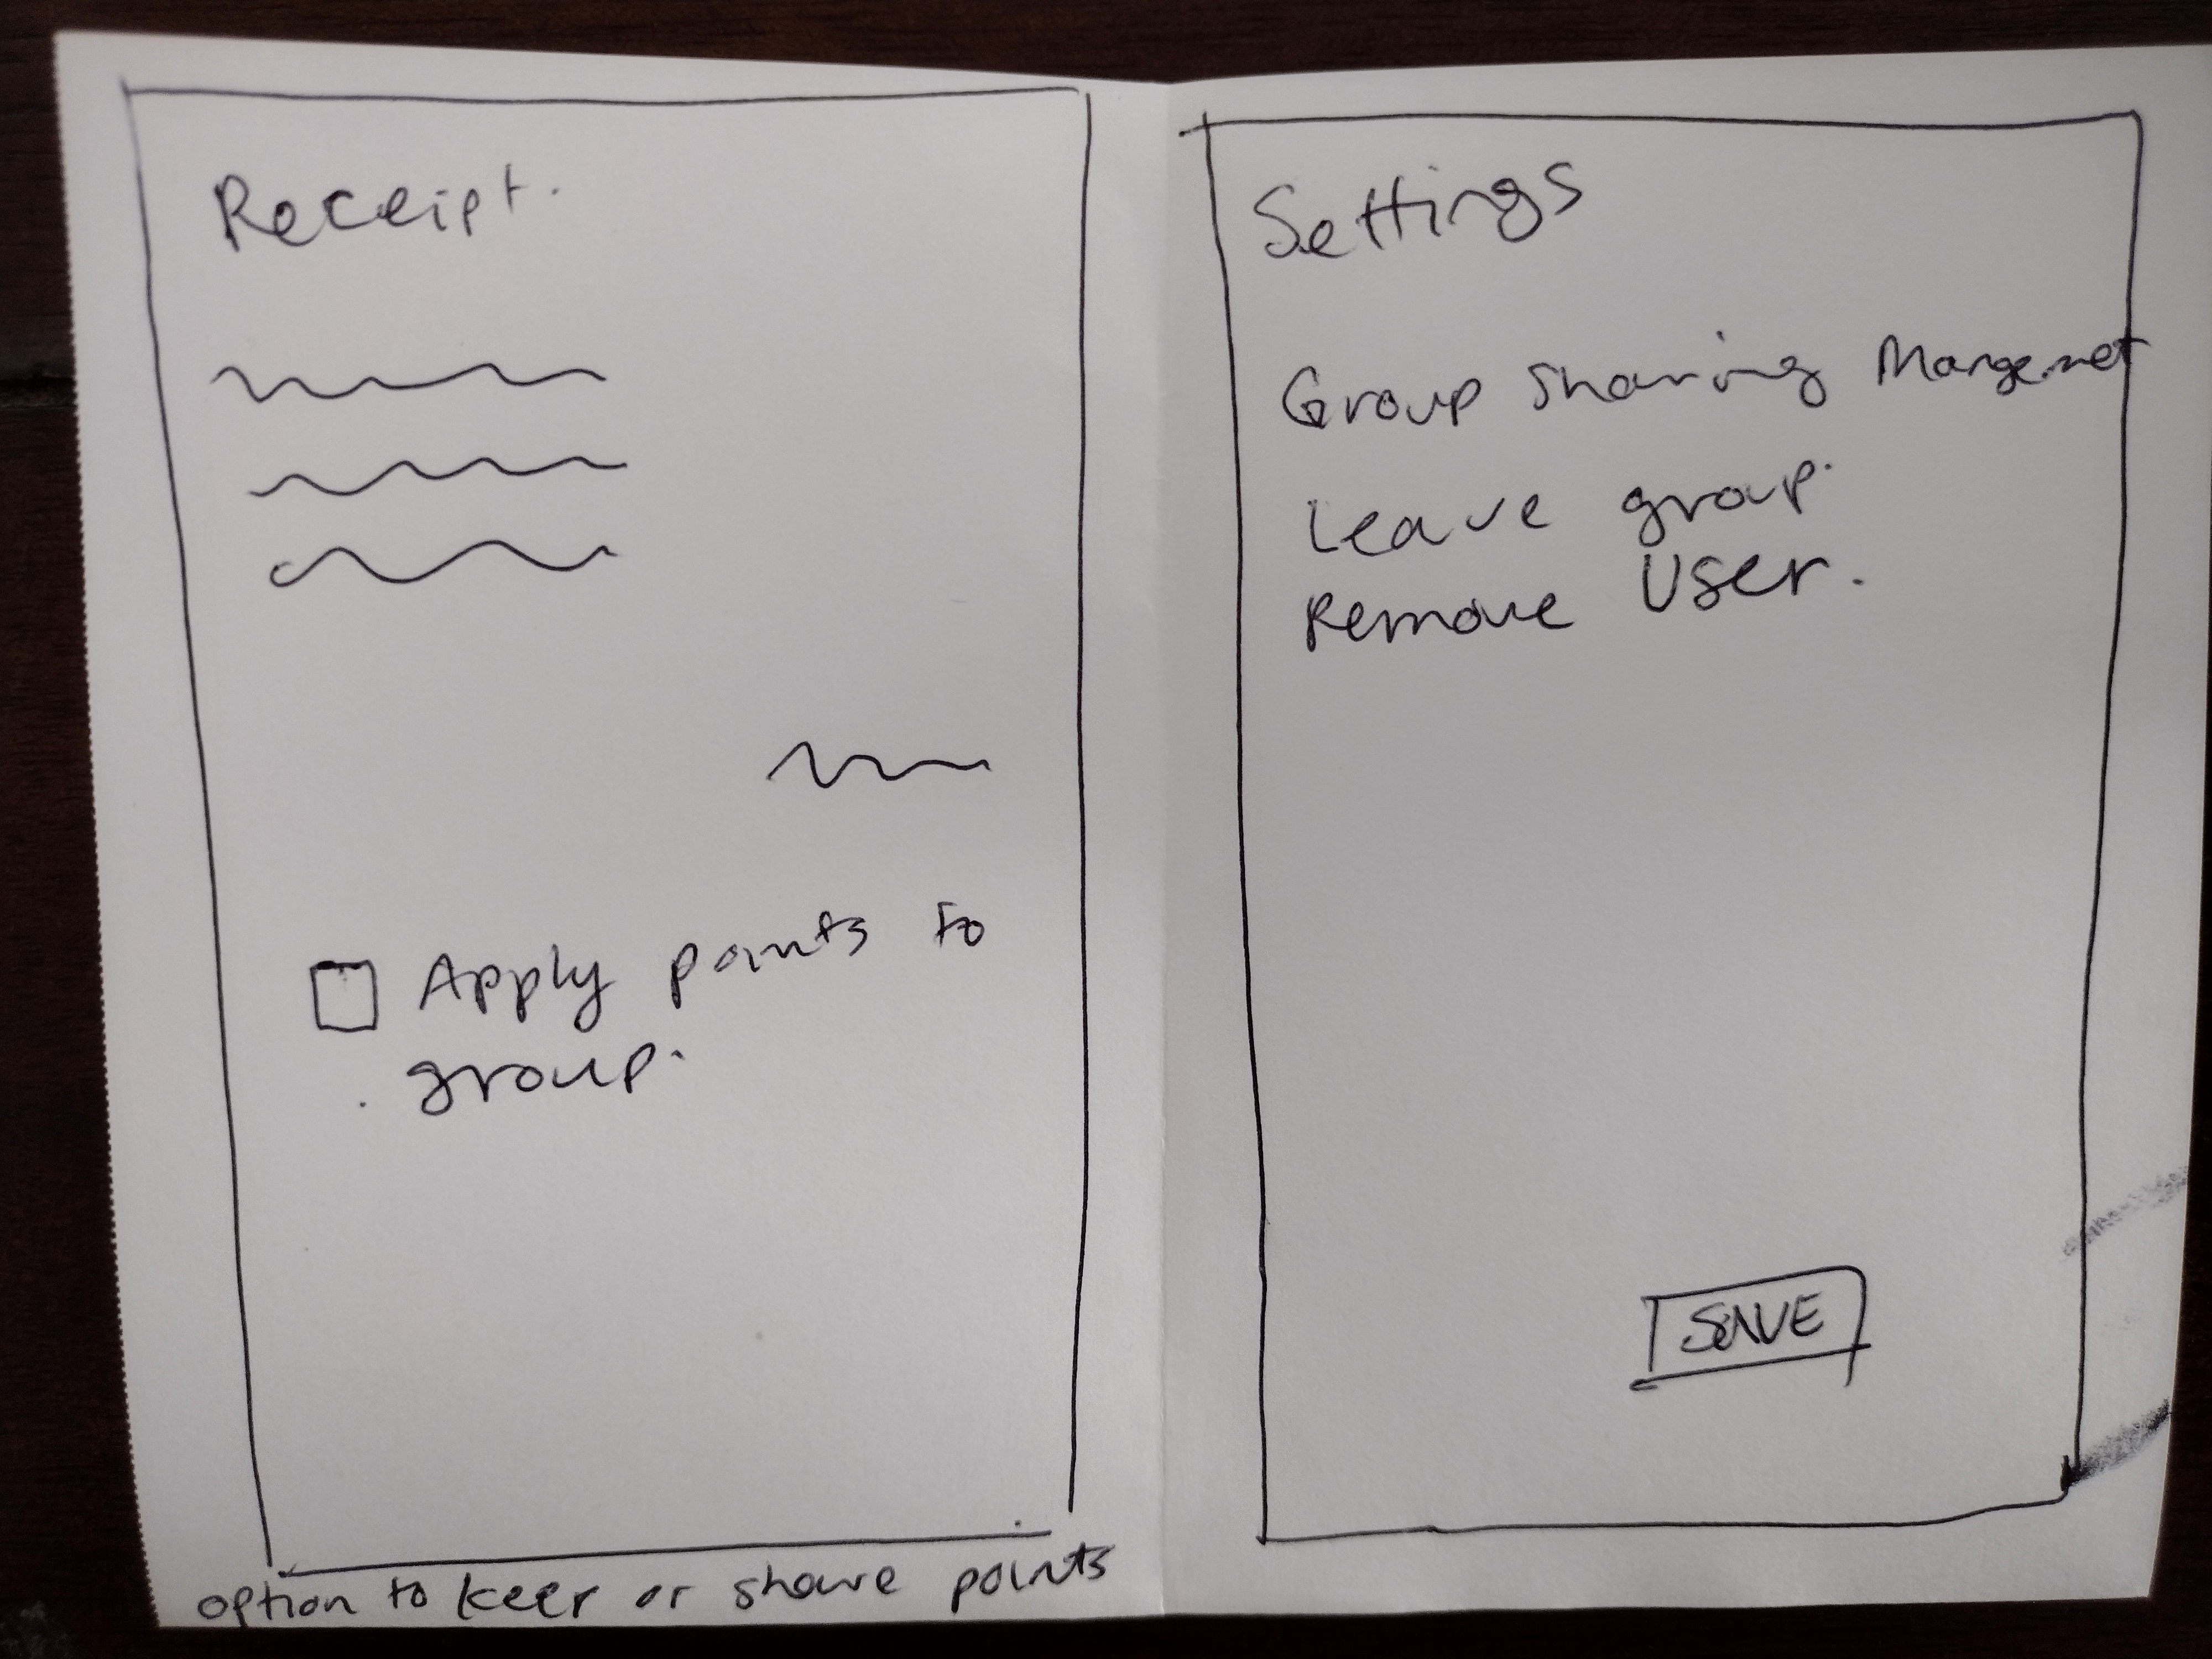 Receipt.
Apply points to
group.
option to keep or share points
Settings
Group Sharing Mangemet
Leave group.
Remove User.
SAVE